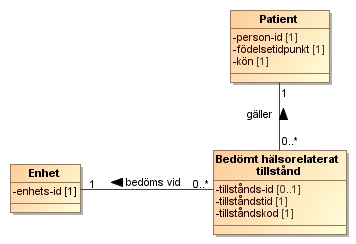 Patient
-person-id [1]
-födelsetidpunkt [1]
-kön [1]
1
gäller
0..*
Bedömt hälsorelaterat
tillstånd
-tillstånds-id [0..1]
-tillståndstid [1]
-tillståndskod [1]
Enhet
-enhets-id [1]
1
bedöms vid
0..*